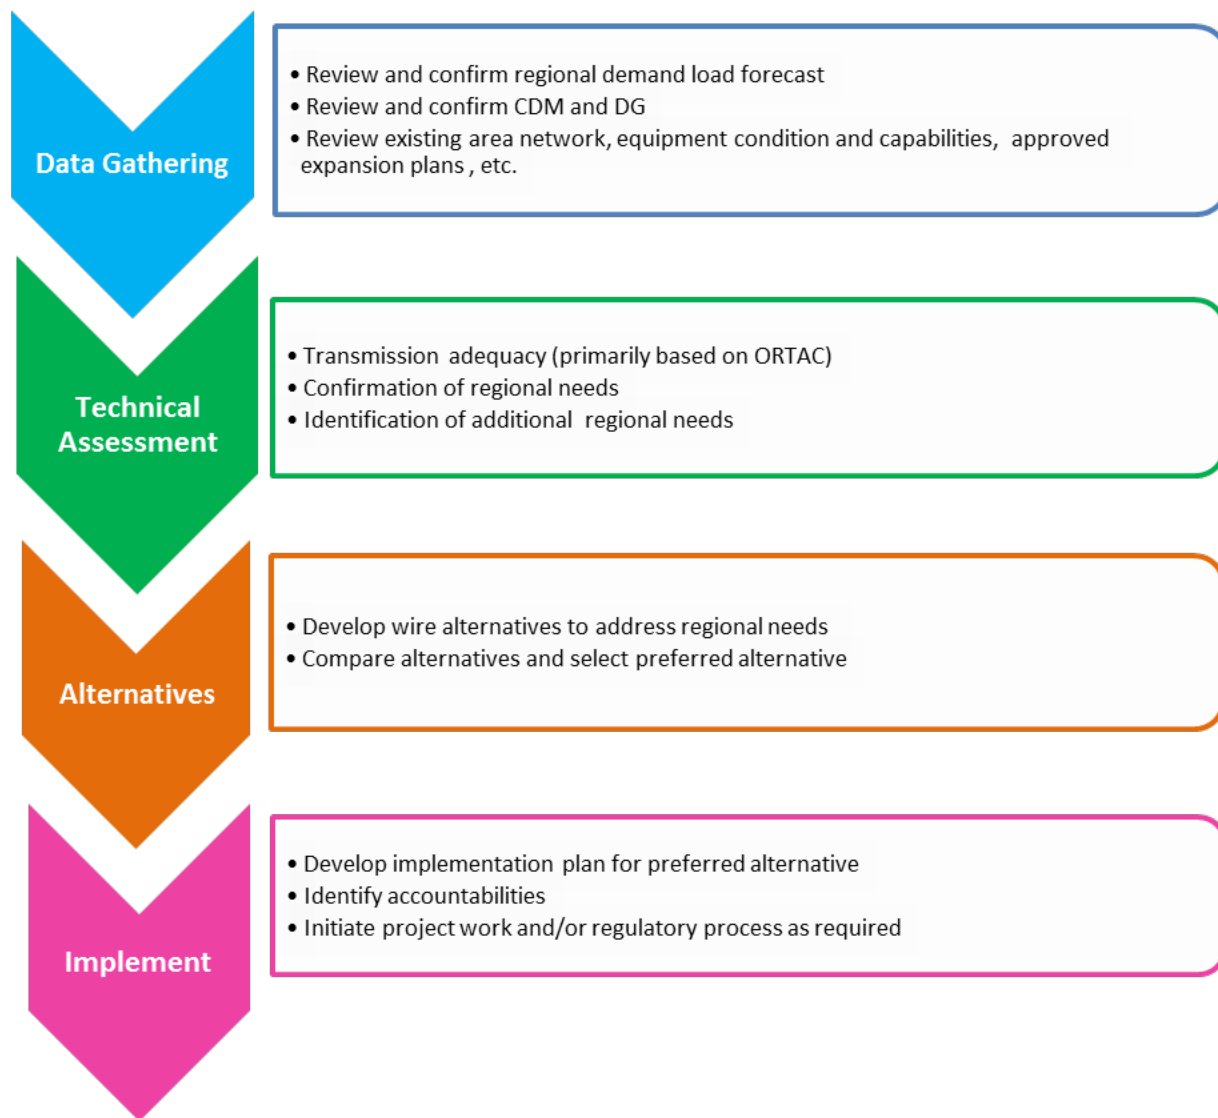 Data Gathering
• Review and confirm regional demand load forecast
• Review and confirm CDM and DG
• Review existing area network, equipment condition and capabilities, approved
expansion plans , etc.
Technical
Assessment
• Transmission adequacy (primarily based on ORTAC)
• Confirmation of regional needs
• Identification of additional regional needs
Alternatives
• Develop wire alternatives to address regional needs
• Compare alternatives and select preferred alternative
Implement
• Develop implementation plan for preferred alternative
• Identify accountabilities
• Initiate project work and/or regulatory process as required